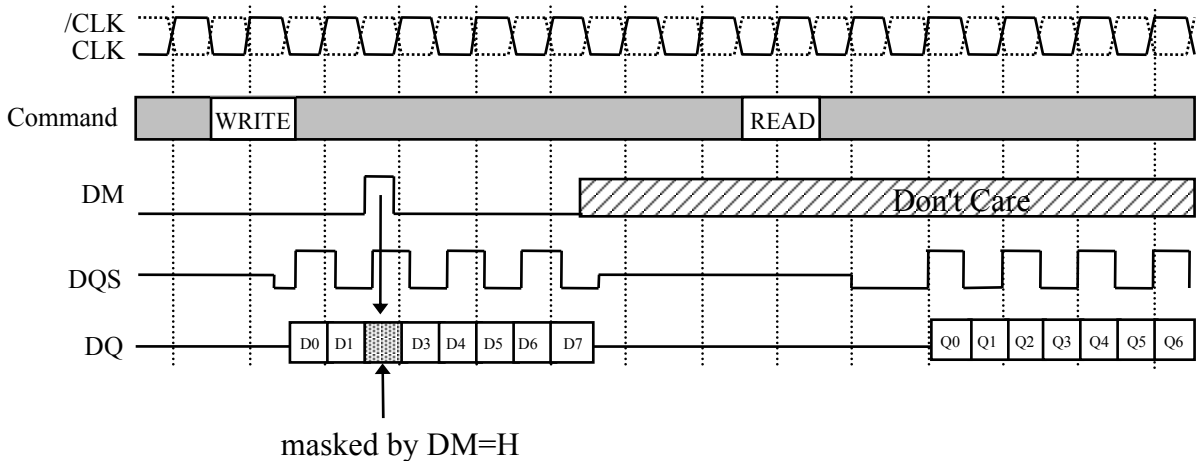 /CLK
CLK
Command
WRITE
READ
DM
Don't Care
DQS
DQ
D0 D1 D3 D4 D5 D6 D7
Q0 Q1 Q2 Q3 Q4 Q5 Q6
masked by DM=H